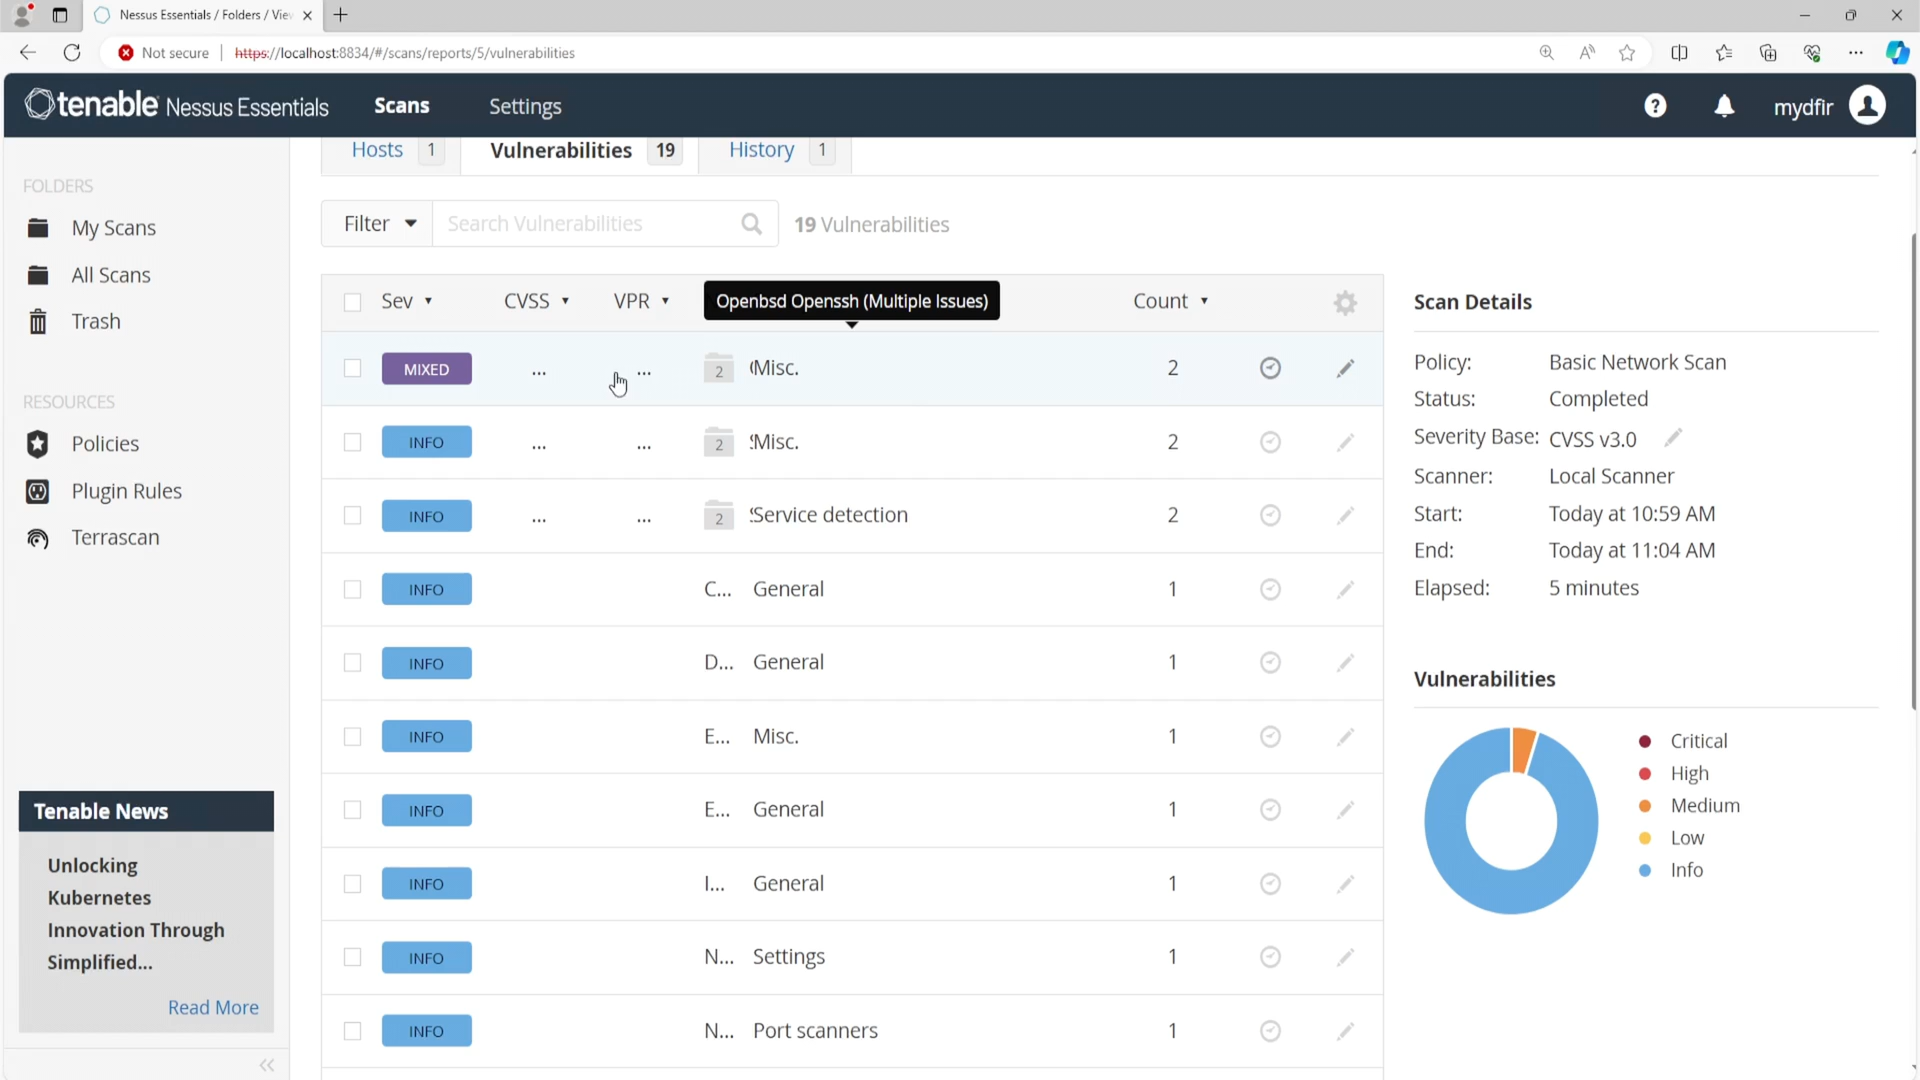 Nessus Essentials / Folders / Viev
Not secure | https://localhost:8834/#/scans/reports/5/vulnerabilities
tenable Nessus Essentials
Scans
Settings
mydfir
FOLDERS
My Scans
All Scans
Trash
RESOURCES
Policies
Plugin Rules
Terrascan
Tenable News
Unlocking
Kubernetes
Innovation Through
Simplified...
Read More
Hosts 1
Vulnerabilities 19
History 1
Filter
Search Vulnerabilities
19 Vulnerabilities
Sev CVSS VPR Count
Openbsd Openssh (Multiple Issues)
MIXED ... ... 2 Misc. 2
INFO ... ... 2 Misc. 2
INFO ... ... 2 Service detection 2
INFO C... General 1
INFO D... General 1
INFO E... Misc. 1
INFO E... General 1
INFO I... General 1
INFO N... Settings 1
INFO N... Port scanners 1
Scan Details
Policy: Basic Network Scan
Status: Completed
Severity Base: CVSS v3.0
Scanner: Local Scanner
Start: Today at 10:59 AM
End: Today at 11:04 AM
Elapsed: 5 minutes
Vulnerabilities
Critical
High
Medium
Low
Info